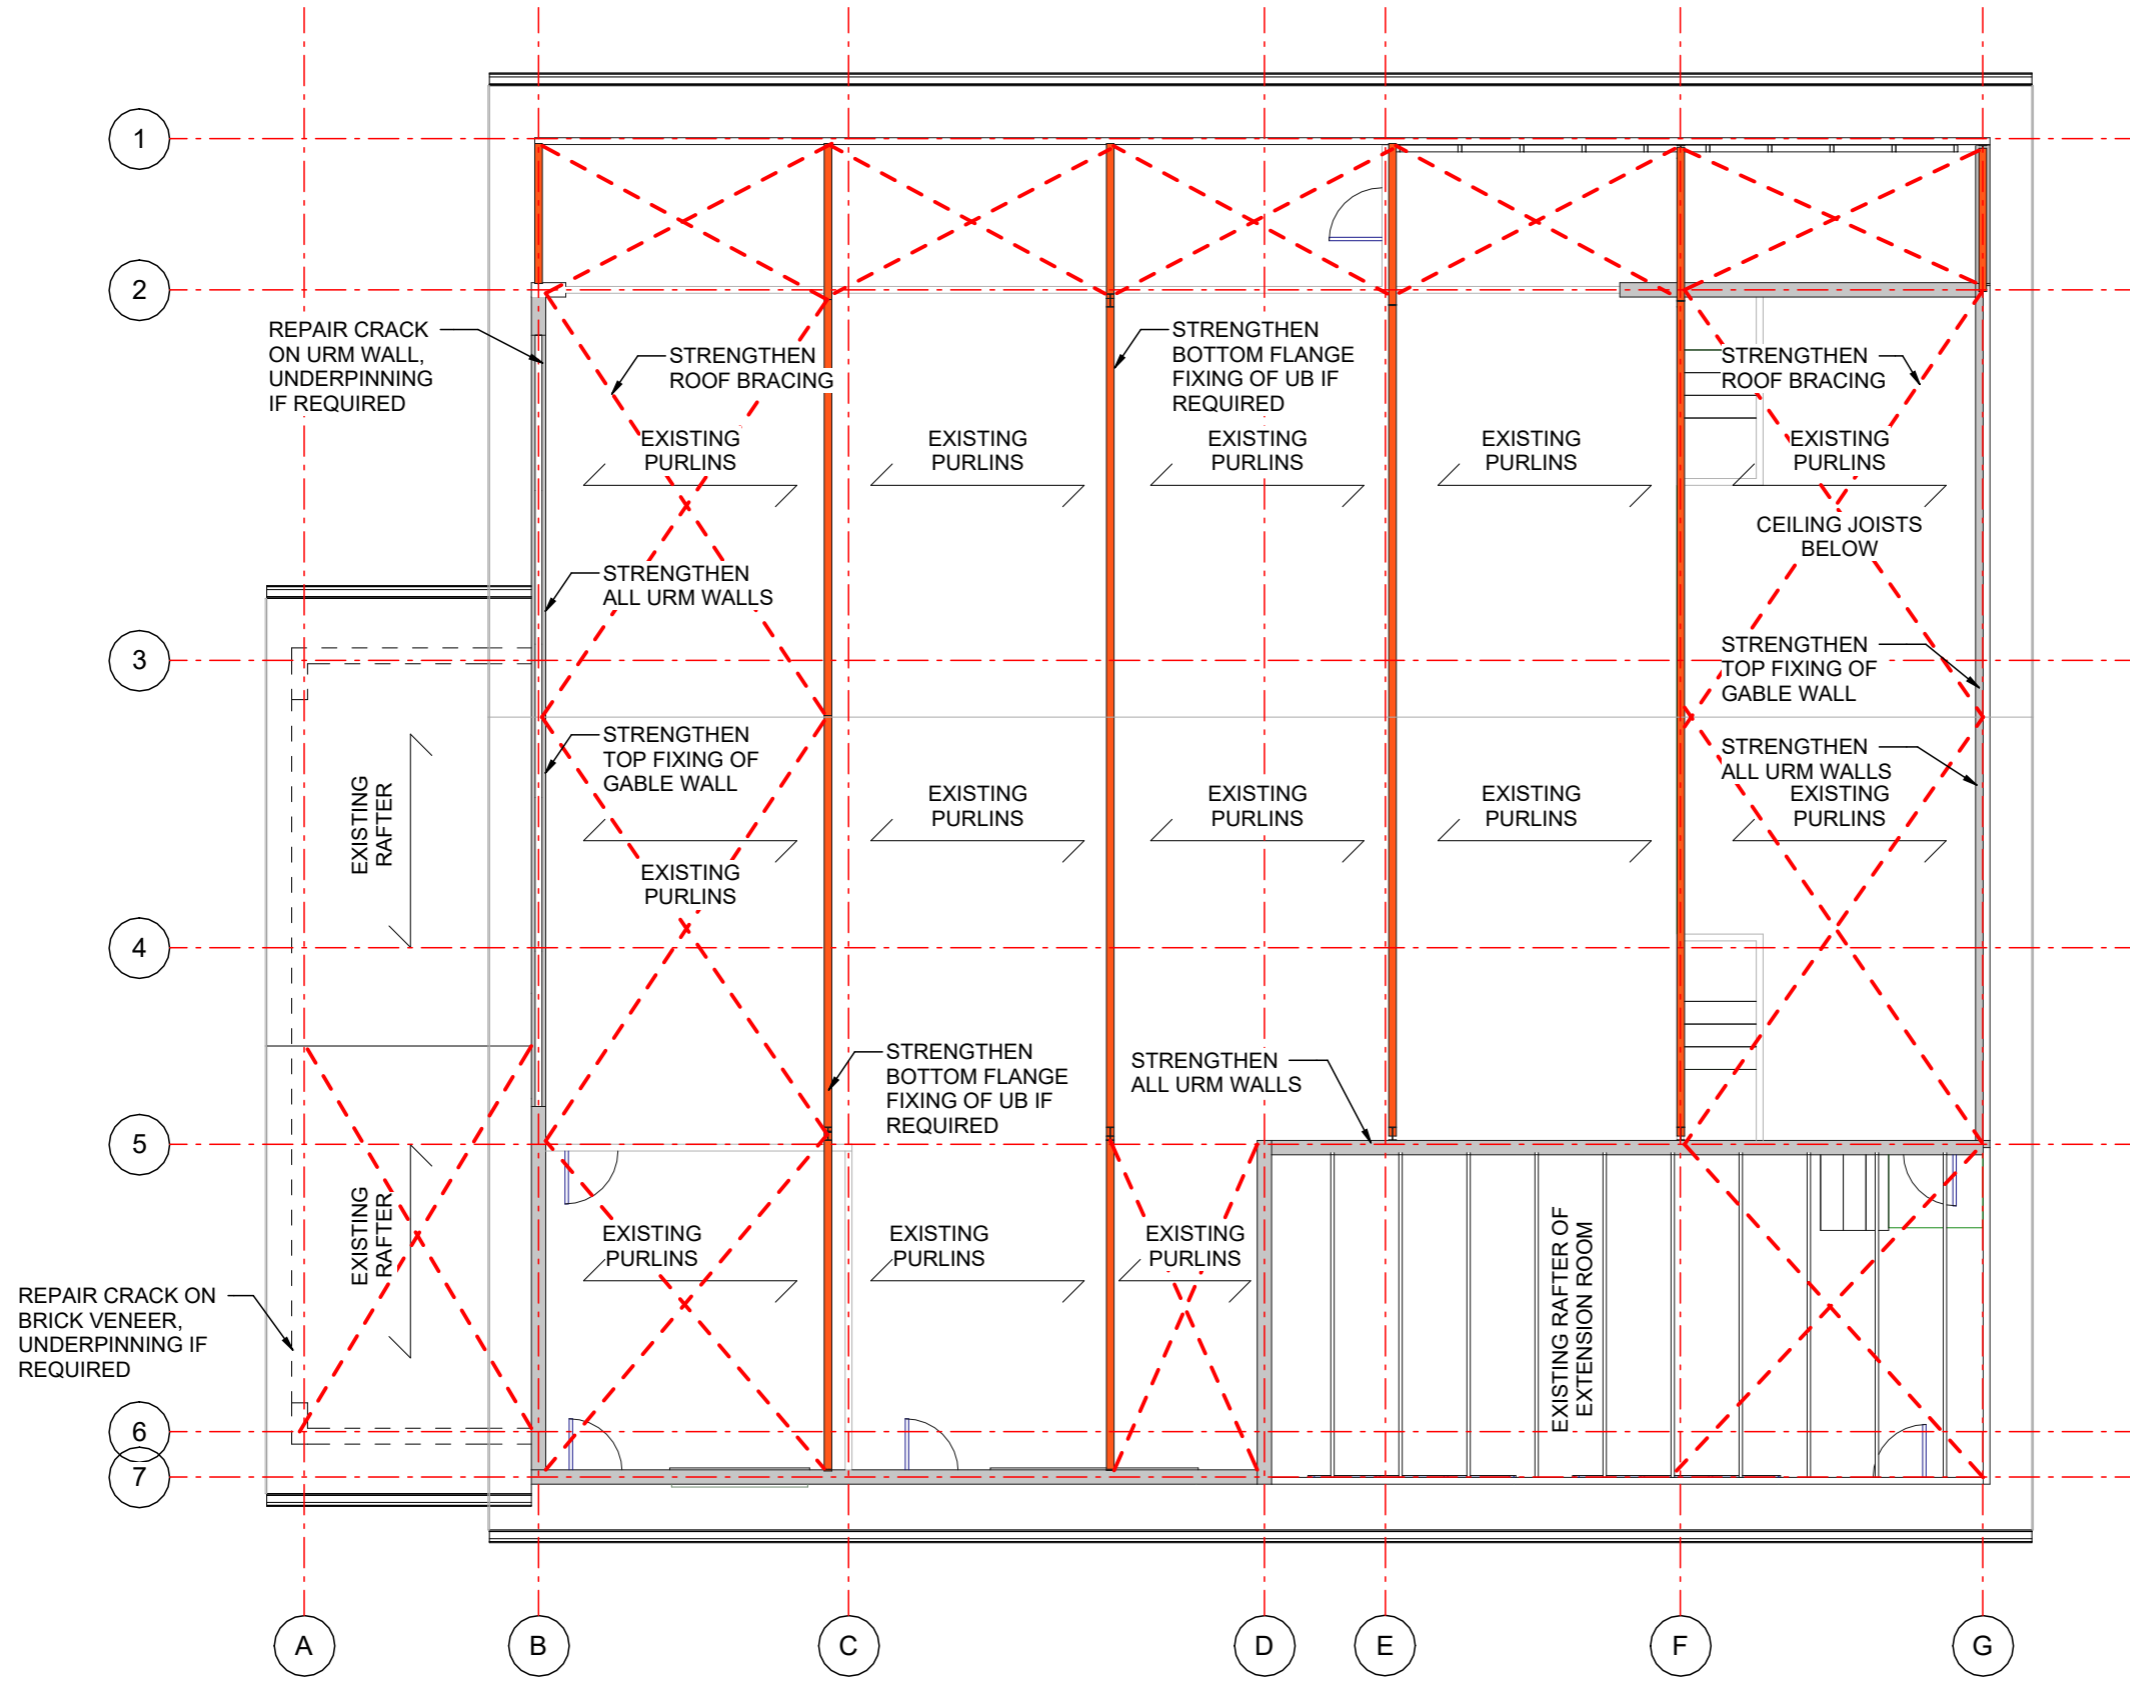 1
2
REPAIR CRACK
ON URM WALL,
UNDERPINNING
IF REQUIRED
STRENGTHEN
ROOF BRACING
STRENGTHEN
BOTTOM FLANGE
FIXING OF UB IF
REQUIRED
STRENGTHEN
ROOF BRACING
EXISTING
PURLINS
EXISTING
PURLINS
EXISTING
PURLINS
EXISTING
PURLINS
EXISTING
PURLINS
CEILING JOISTS
BELOW
STRENGTHEN
ALL URM WALLS
3
STRENGTHEN
TOP FIXING OF
GABLE WALL
STRENGTHEN
TOP FIXING OF
GABLE WALL
STRENGTHEN
ALL URM WALLS
EXISTING
RAFTER
EXISTING
PURLINS
EXISTING
PURLINS
EXISTING
PURLINS
EXISTING
PURLINS
EXISTING
PURLINS
4
STRENGTHEN
BOTTOM FLANGE
FIXING OF UB IF
REQUIRED
STRENGTHEN
ALL URM WALLS
5
EXISTING
RAFTER
EXISTING
PURLINS
EXISTING
PURLINS
EXISTING
PURLINS
EXISTING RAFTER OF
EXTENSION ROOM
REPAIR CRACK ON
BRICK VENEER,
UNDERPINNING IF
REQUIRED
6
7
A
B
C
D
E
F
G